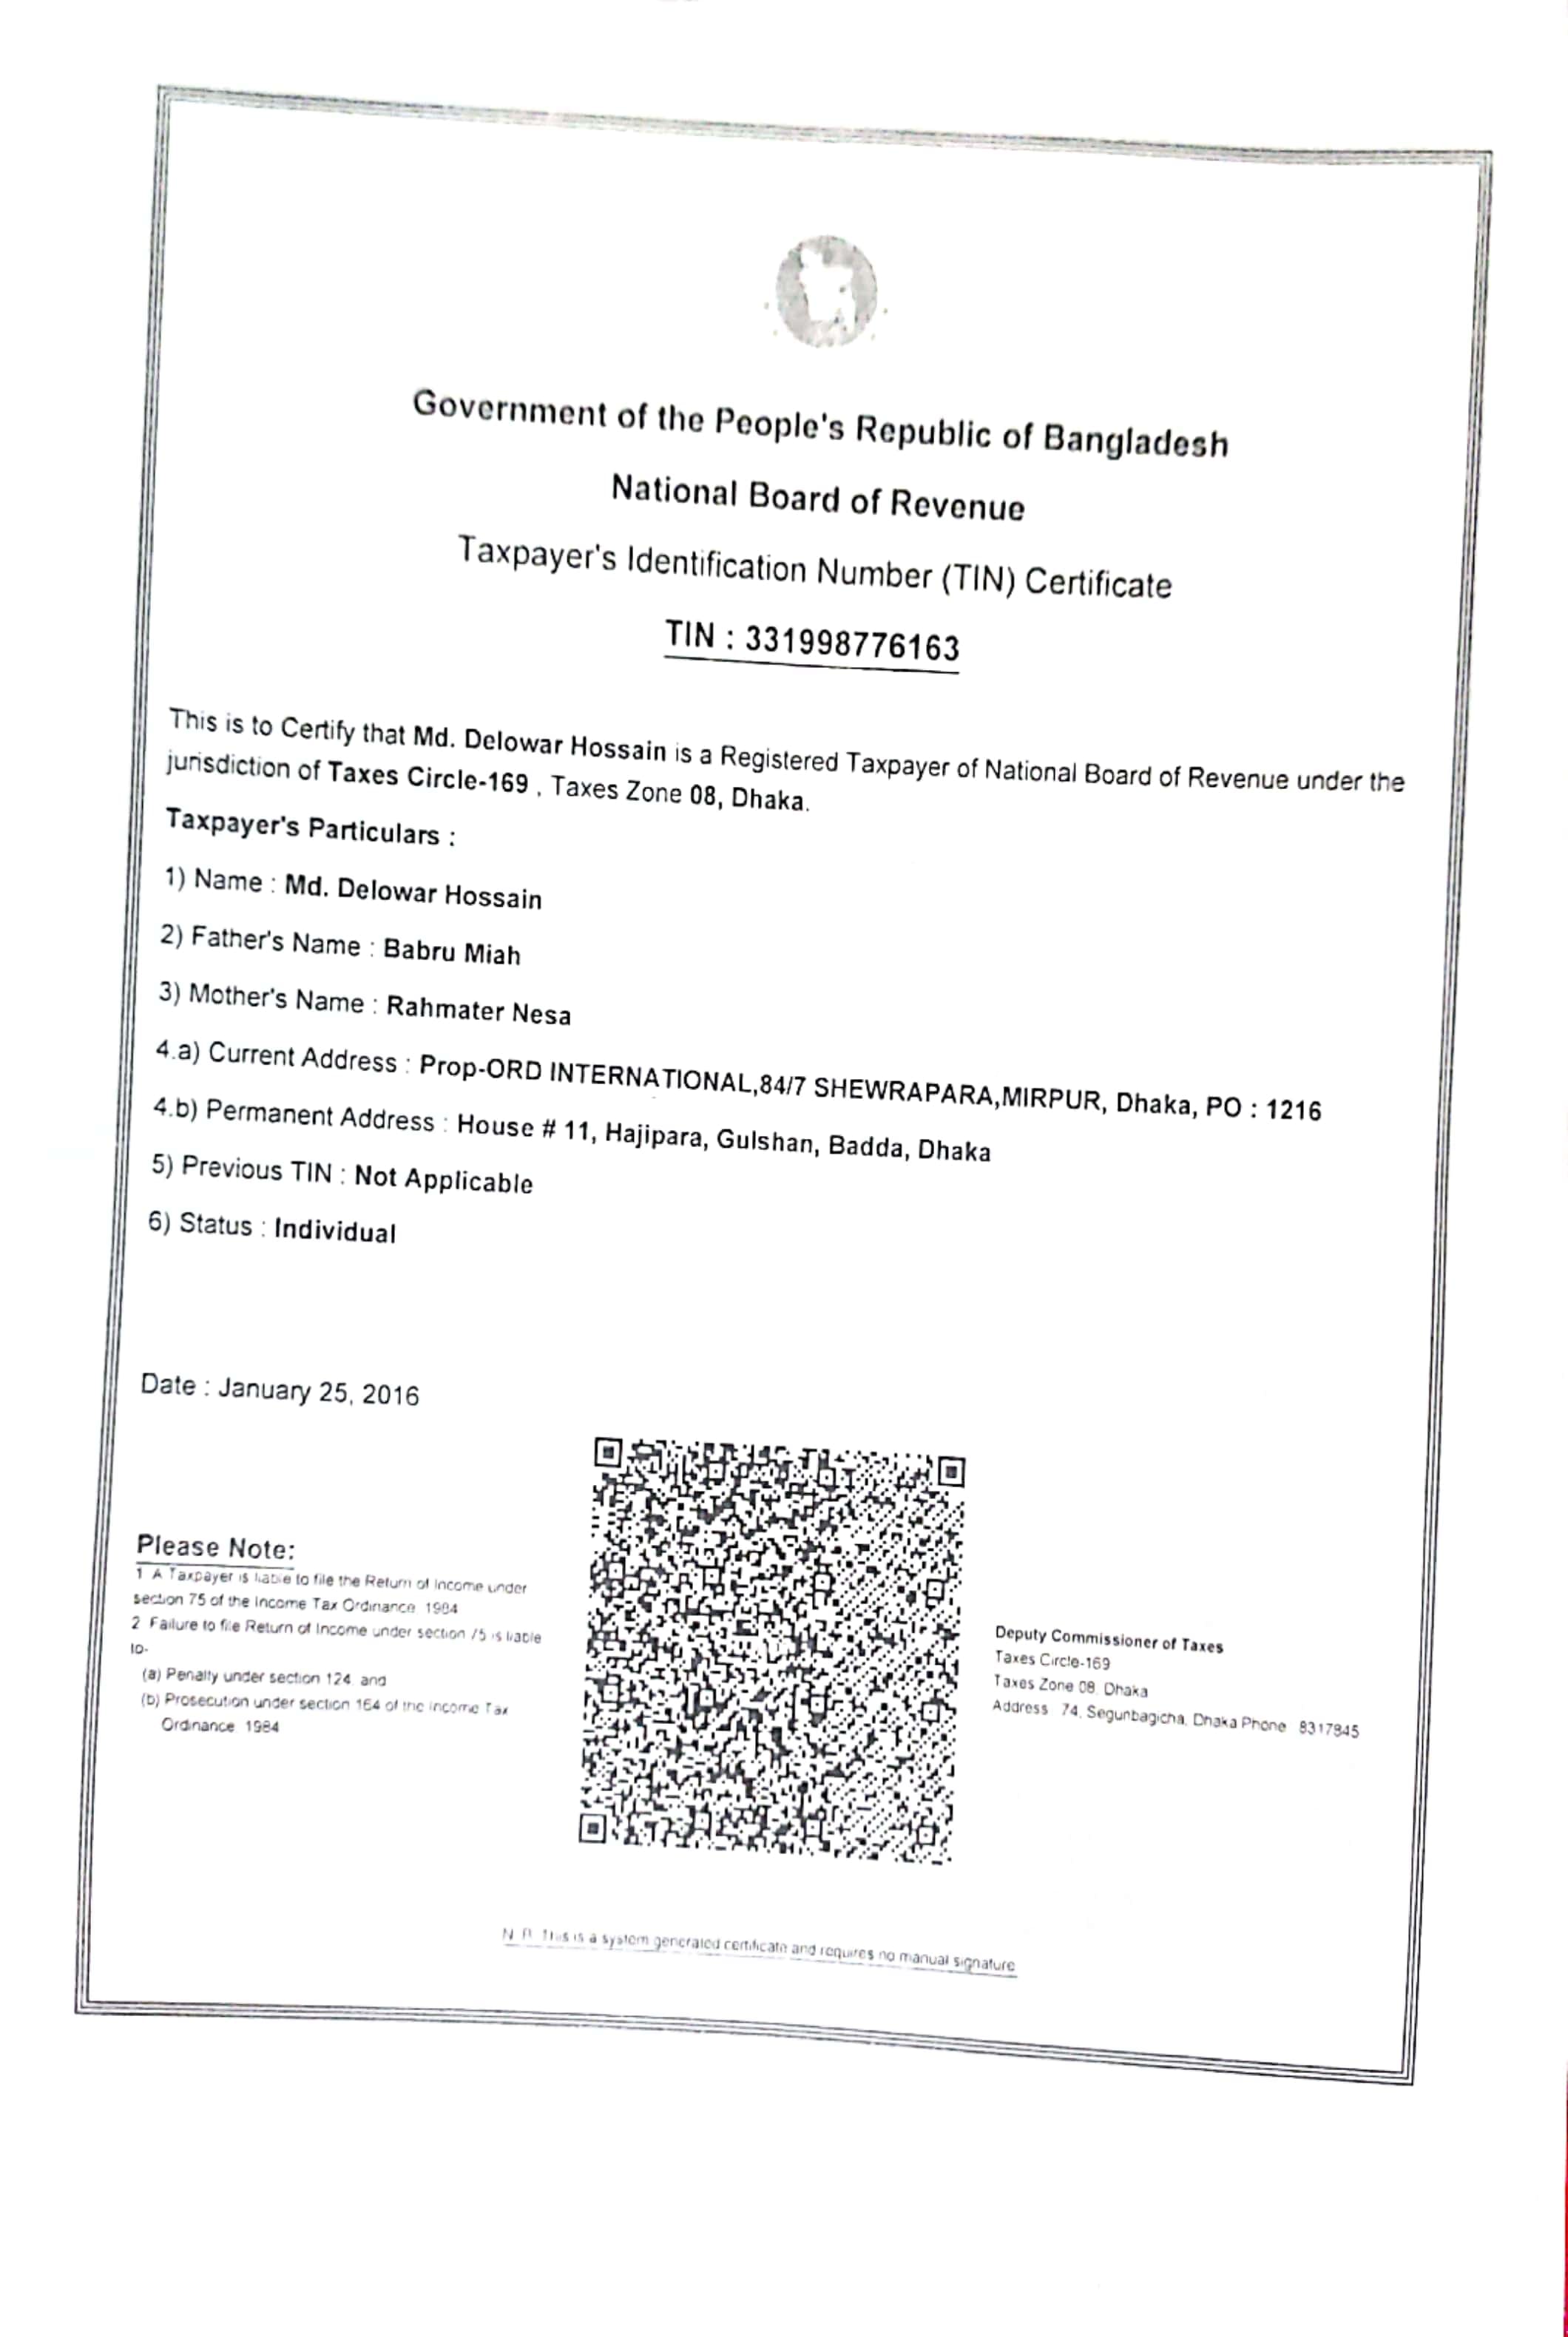 Government of the People's Republic of Bangladesh
National Board of Revenue
Taxpayer's Identification Number (TIN) Certificate
TIN : 331998776163
This is to Certify that Md. Delowar Hossain is a Registered Taxpayer of National Board of Revenue under the
jurisdiction of Taxes Circle-169 , Taxes Zone 08, Dhaka.
Taxpayer's Particulars :
1) Name : Md. Delowar Hossain
2) Father's Name : Babru Miah
3) Mother's Name : Rahmater Nesa
4.a) Current Address : Prop-ORD INTERNATIONAL,84/7 SHEWRAPARA,MIRPUR, Dhaka, PO : 1216
4.b) Permanent Address : House # 11, Hajipara, Gulshan, Badda, Dhaka
5) Previous TIN : Not Applicable
6) Status : Individual
Date : January 25, 2016
Please Note:
1 A Taxpayer is liable to file the Return of Income under
section 75 of the Income Tax Ordinance 1984
2 Failure to file Return of Income under section 75 is liable
to-
(a) Penalty under section 124, and
(b) Prosecution under section 164 of the Income Tax
Ordinance 1984
Deputy Commissioner of Taxes
Taxes Circle-169
Taxes Zone 08, Dhaka
Address 74, Segunbagicha, Dhaka Phone 8317845
N.B. This is a system generated certificate and requires no manual signature